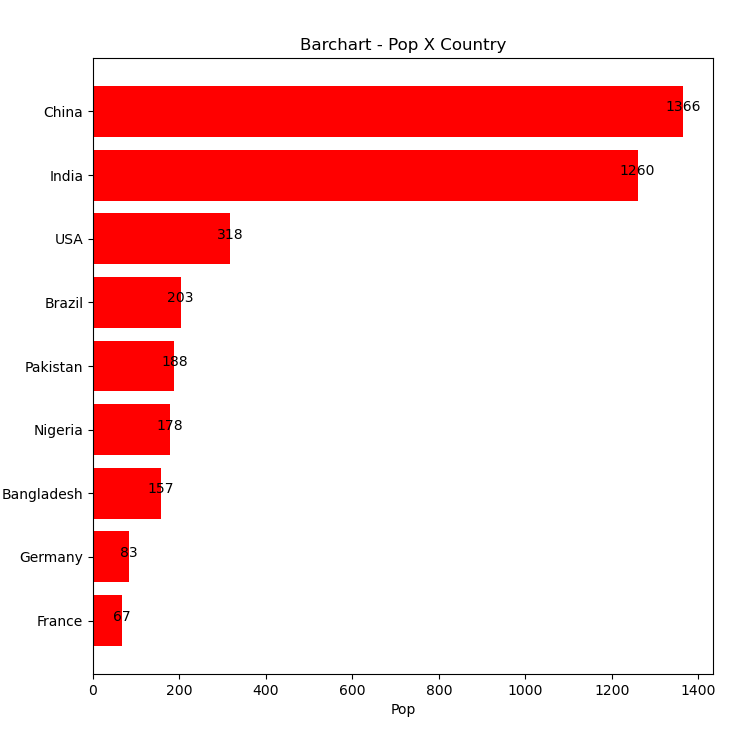 Barchart - Pop X Country
China
1366
India
1260
USA
318
Brazil
203
Pakistan
188
Nigeria
178
Bangladesh
157
Germany
83
France
67
0 200 400 600 800 1000 1200 1400
Pop